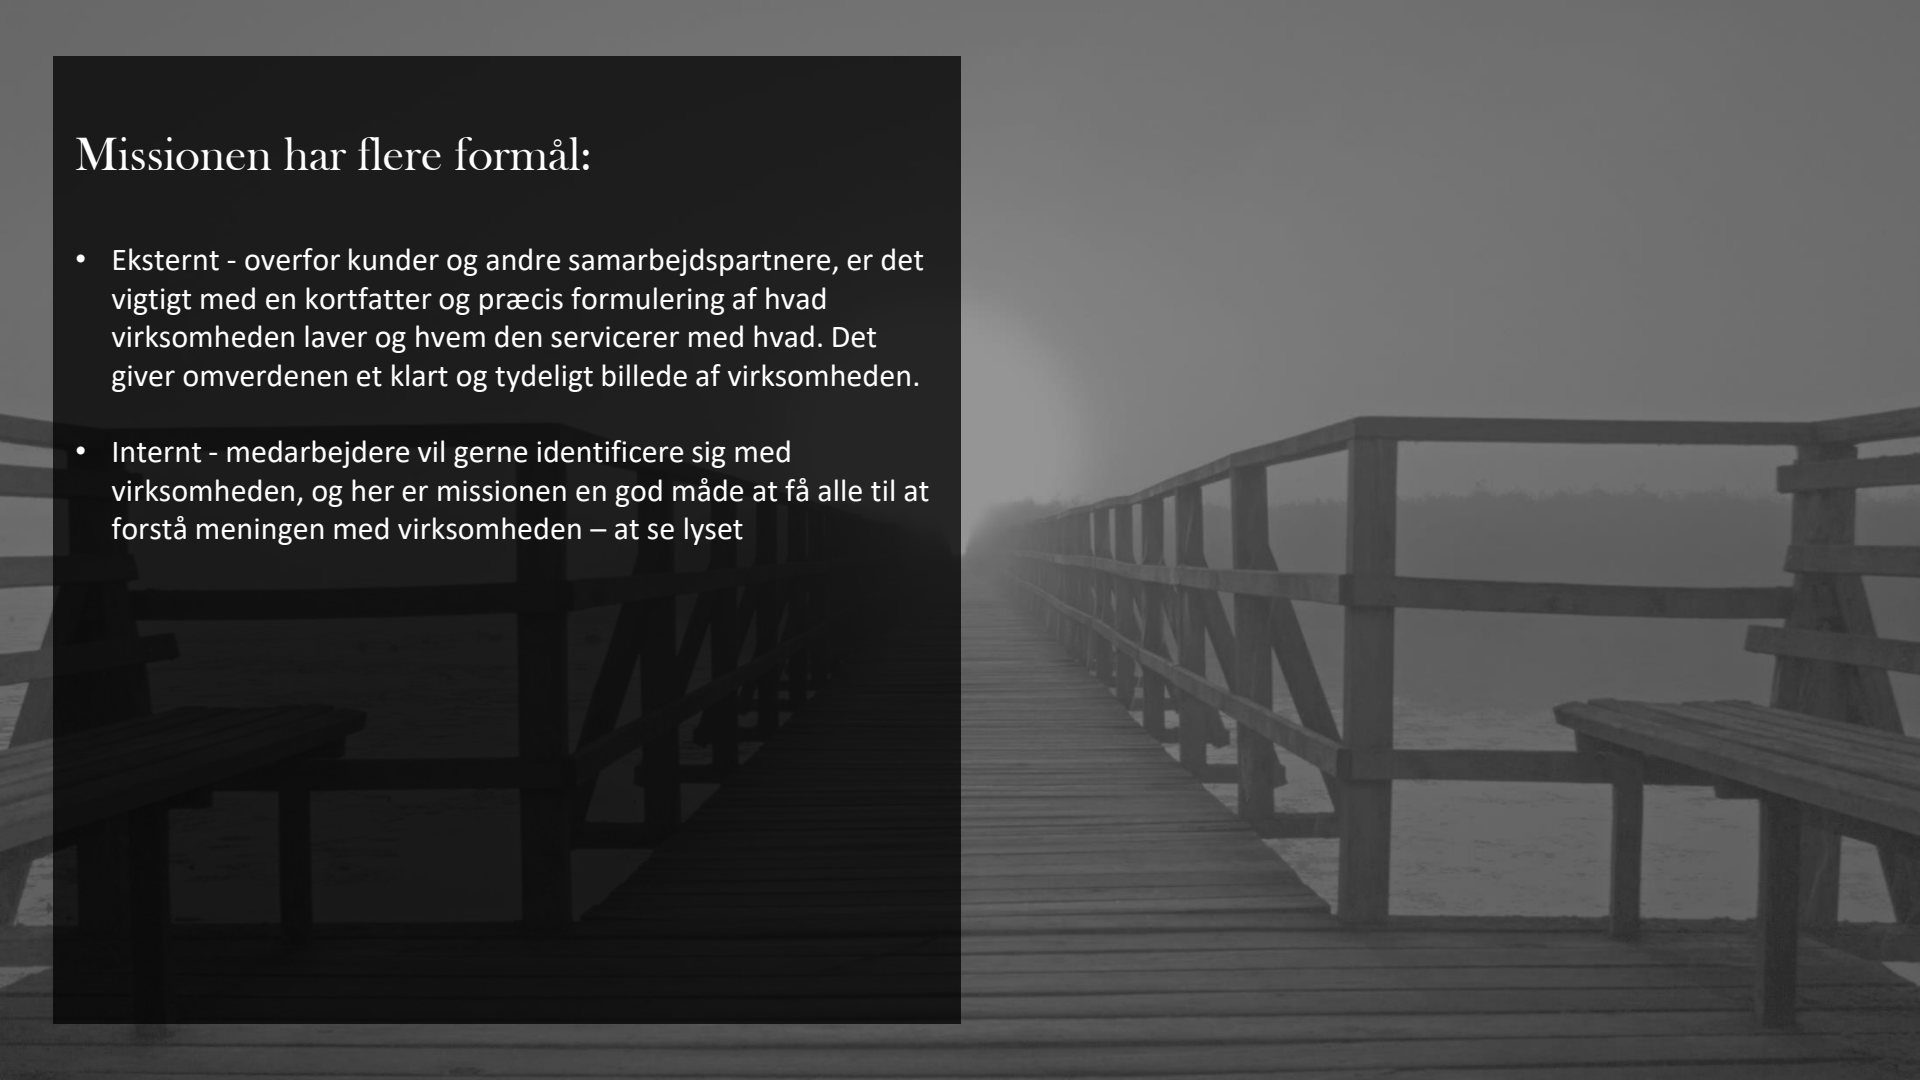 Missionen har flere formål:
• Eksternt - overfor kunder og andre samarbejdspartnere, er det
vigtigt med en kortfatter og præcis formulering af hvad
virksomheden laver og hvem den servicerer med hvad. Det
giver omverdenen et klart og tydeligt billede af virksomheden.
• Internt - medarbejdere vil gerne identificere sig med
virksomheden, og her er missionen en god måde at få alle til at
forstå meningen med virksomheden – at se lyset